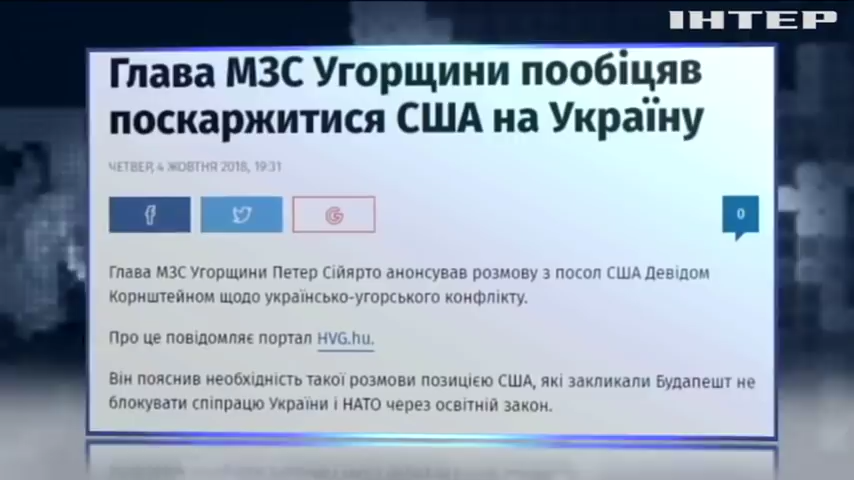 ІНТЕР
Глава МЗС Угорщини пообіцяв
поскаржитися США на Україну
ЧЕТВЕР, 4 ЖОВТНЯ 2018, 19:31
0
Глава МЗС Угорщини Петер Сійярто анонсував розмову з посол США Девідом
Корнштейном щодо українсько-угорського конфлікту.
Про це повідомляє портал HVG.hu.
Він пояснив необхідність такої розмови позицією США, які закликали Будапешт не
блокувати співпрацу України і НАТО через освітній закон.